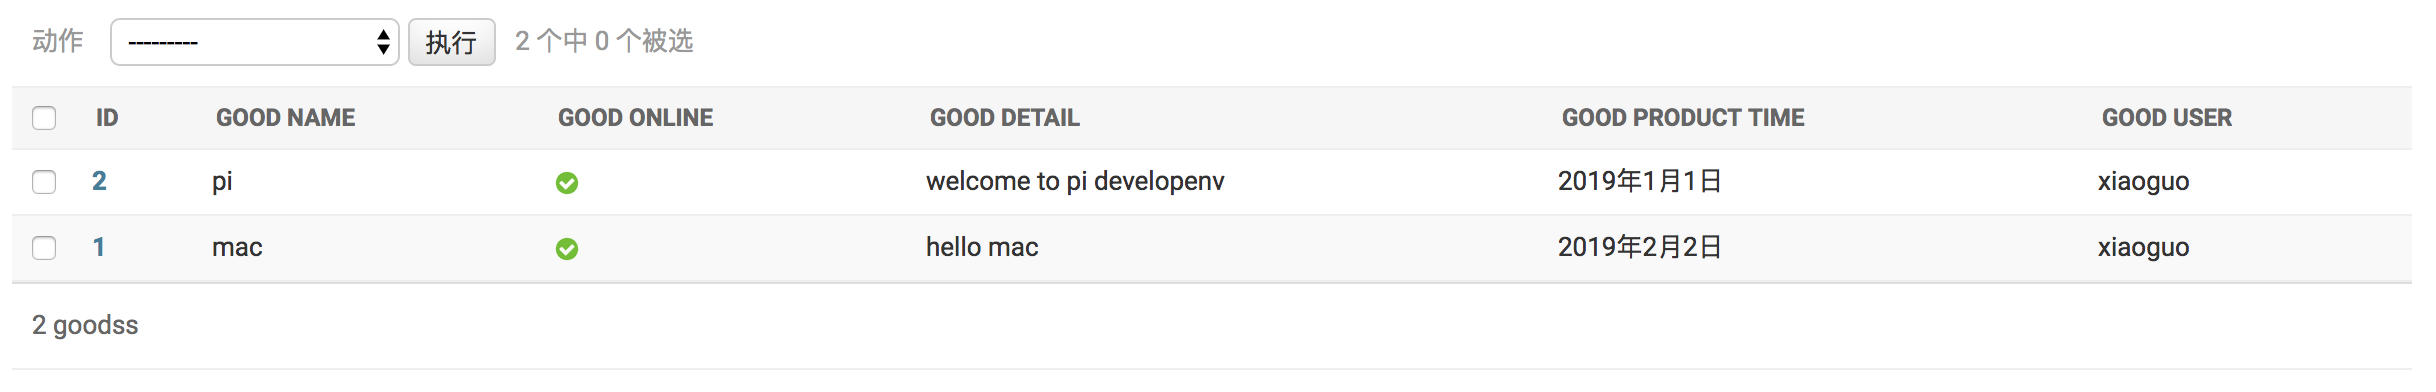 动作 --------- 执行 2 个中 0 个被选
ID GOOD NAME GOOD ONLINE GOOD DETAIL GOOD PRODUCT TIME GOOD USER
2 pi welcome to pi developenv 2019年1月1日 xiaoguo
1 mac hello mac 2019年2月2日 xiaoguo
2 goodss